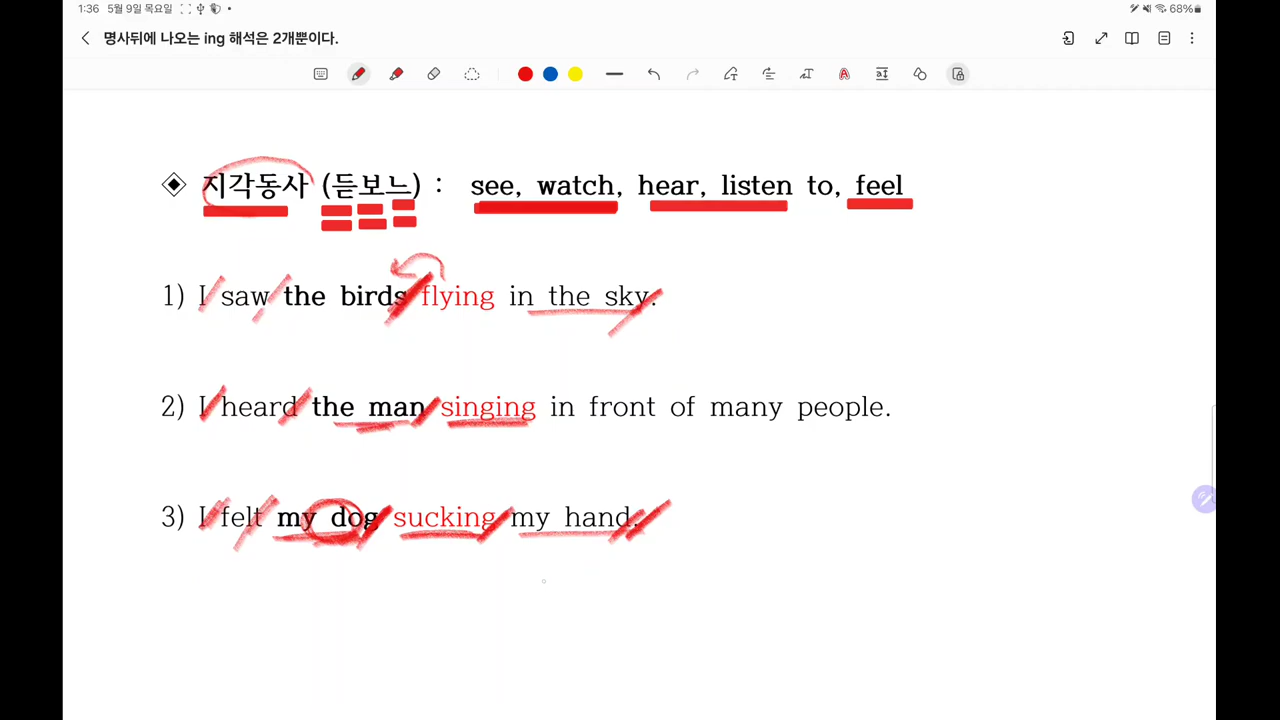 1:36 5월 9일 목요일
68%
명사뒤에 나오는 ing 해석은 2개뿐이다.
지각동사 (듣보느) : see, watch, hear, listen to, feel
1) I saw the birds flying in the sky.
2) I heard the man singing in front of many people.
3) I felt my dog sucking my hand.